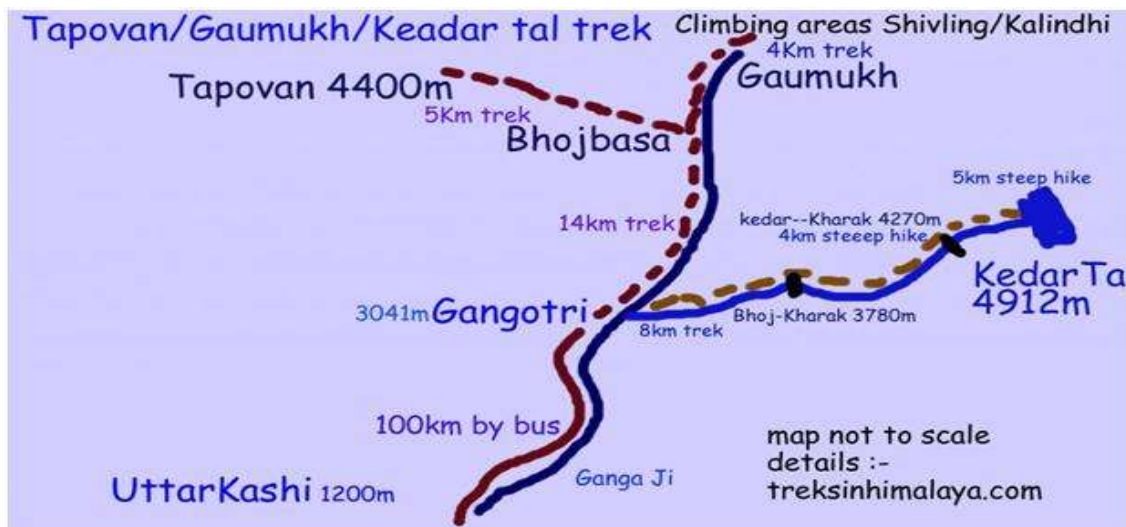 Tapovan/Gaumukh/Keadar tal trek
Climbing areas Shivling/Kalindhi
4Km trek
Gaumukh
Tapovan 4400m
5Km trek
Bhojbasa
5km steep hike
14km trek
kedar--Kharak 4270m
4km steeep hike
KedarTa
4912m
3041m Gangotri
8km trek
Bhoj-Kharak 3780m
100km by bus
map not to scale
details :-
treksinhimalaya.com
Ganga Ji
UttarKashi 1200m